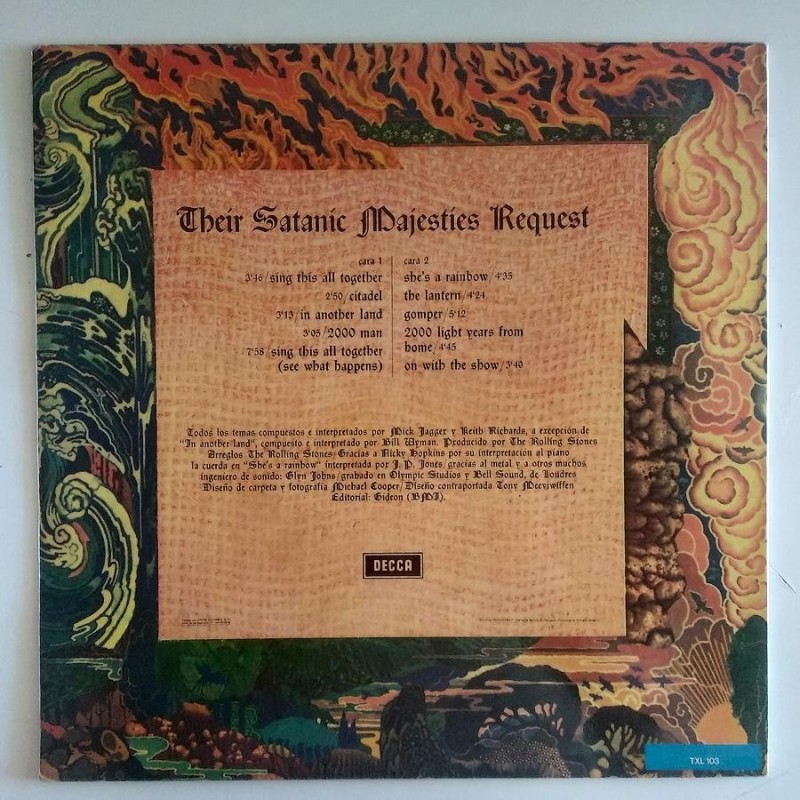 Their Satanic Majesties Request
cara 1
3'46/sing this all together
2'50/citadel
3'13/in another land
3'05/2000 man
7'58/sing this all together
(see what happens)
cara 2
she's a rainbow/4'35
the lantern/4'24
gomper/5'12
2000 light years from
home/4'45
on with the show/3'40
Todos los temas compuestos e interpretados por Mick Jagger y Keith Richards, a excepción de
"In another land", compuesto e interpretado por Bill Wyman. Producido por The Rolling Stones
Arreglos The Rolling Stones/Gracias a Nicky Hopkins por su interpretación al piano
la cuerda en "She's a rainbow" interpretada por J. P. Jones/gracias al metal y a otros muchos
ingeniero de sonido: Glyn Johns/grabado en Olympic Studios y Bell Sound, de Londres
Diseño de carpeta y fotografía Michael Cooper/Diseño contraportada Tony Meeviwiffen
Editorial: Gideon (BMI).
DECCA
TXL 103